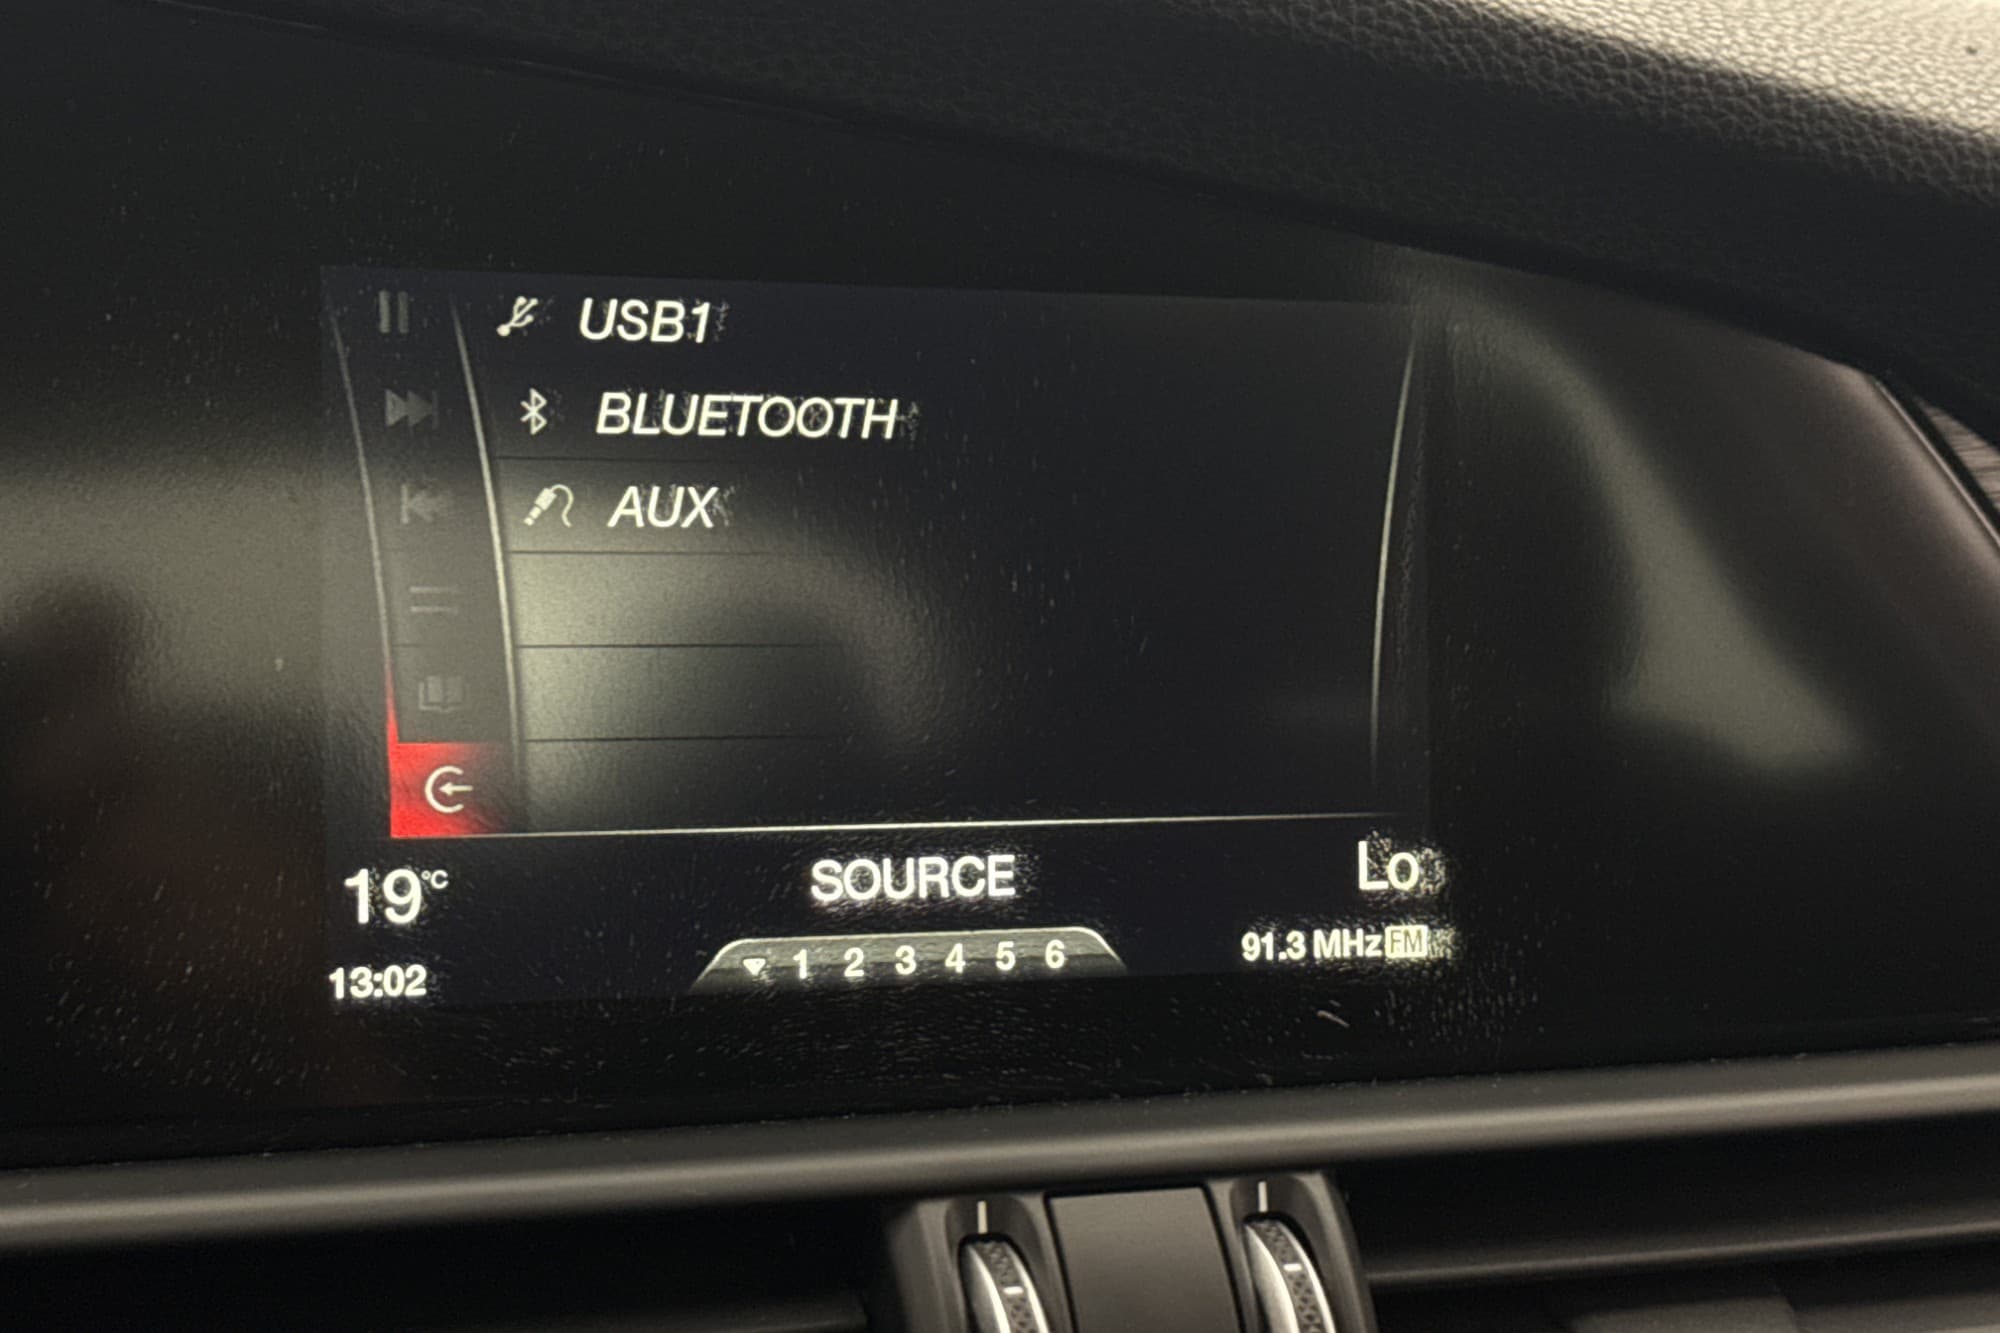 USB1
BLUETOOTH
AUX
19°C
SOURCE
Lo
13:02
1 2 3 4 5 6
91.3 MHz FM